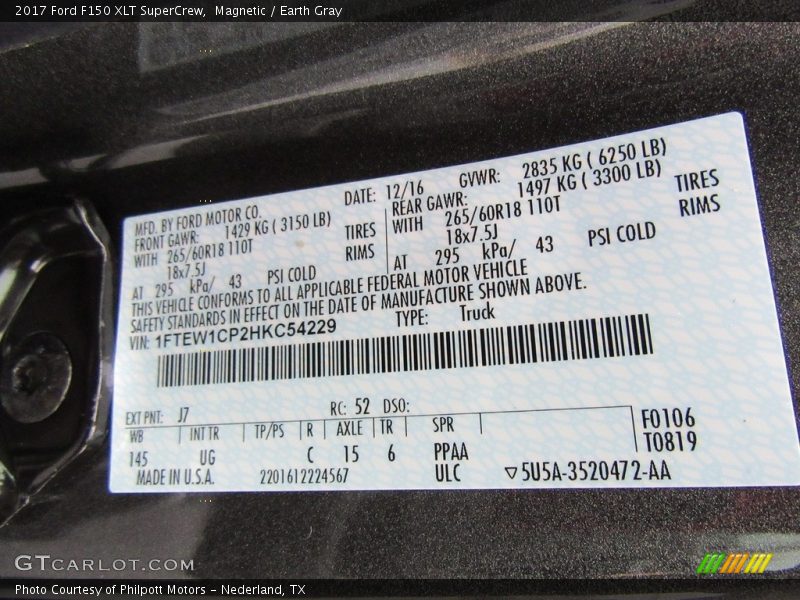 2017 Ford F150 XLT SuperCrew, Magnetic / Earth Gray
MFD. BY FORD MOTOR CO. DATE: 12/16 GVWR: 2835 KG ( 6250 LB)
FRONT GAWR: 1429 KG ( 3150 LB) REAR GAWR: 1497 KG ( 3300 LB)
WITH 265/60R18 110T TIRES WITH 265/60R18 110T TIRES
18x7.5J RIMS 18x7.5J RIMS
AT 295 kPa/ 43 PSI COLD AT 295 kPa/ 43 PSI COLD
THIS VEHICLE CONFORMS TO ALL APPLICABLE FEDERAL MOTOR VEHICLE
SAFETY STANDARDS IN EFFECT ON THE DATE OF MANUFACTURE SHOWN ABOVE.
VIN: 1FTEW1CP2HKC54229 TYPE: Truck
EXT PNT: J7 RC: 52 DSO:
WB INT TR TP/PS R AXLE TR SPR F0106
145 UG C 15 6 PPAA T0819
MADE IN U.S.A. 2201612224567 ULC ▽5U5A-3520472-AA
GTCARLOT.COM
Photo Courtesy of Philpott Motors – Nederland, TX